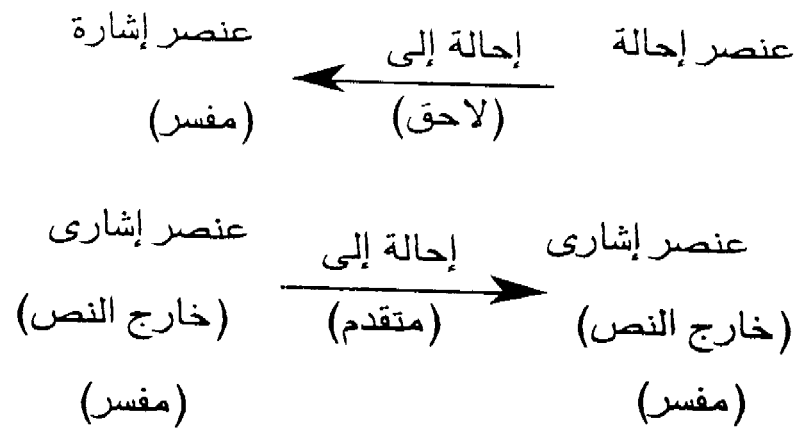 عنصر إحالة إحالة إلى عنصر إشارة
(لاحق) (مفسر)
عنصر إشارى إحالة إلى عنصر إشارى
(خارج النص) (متقدم) (خارج النص)
(مفسر) (مفسر)